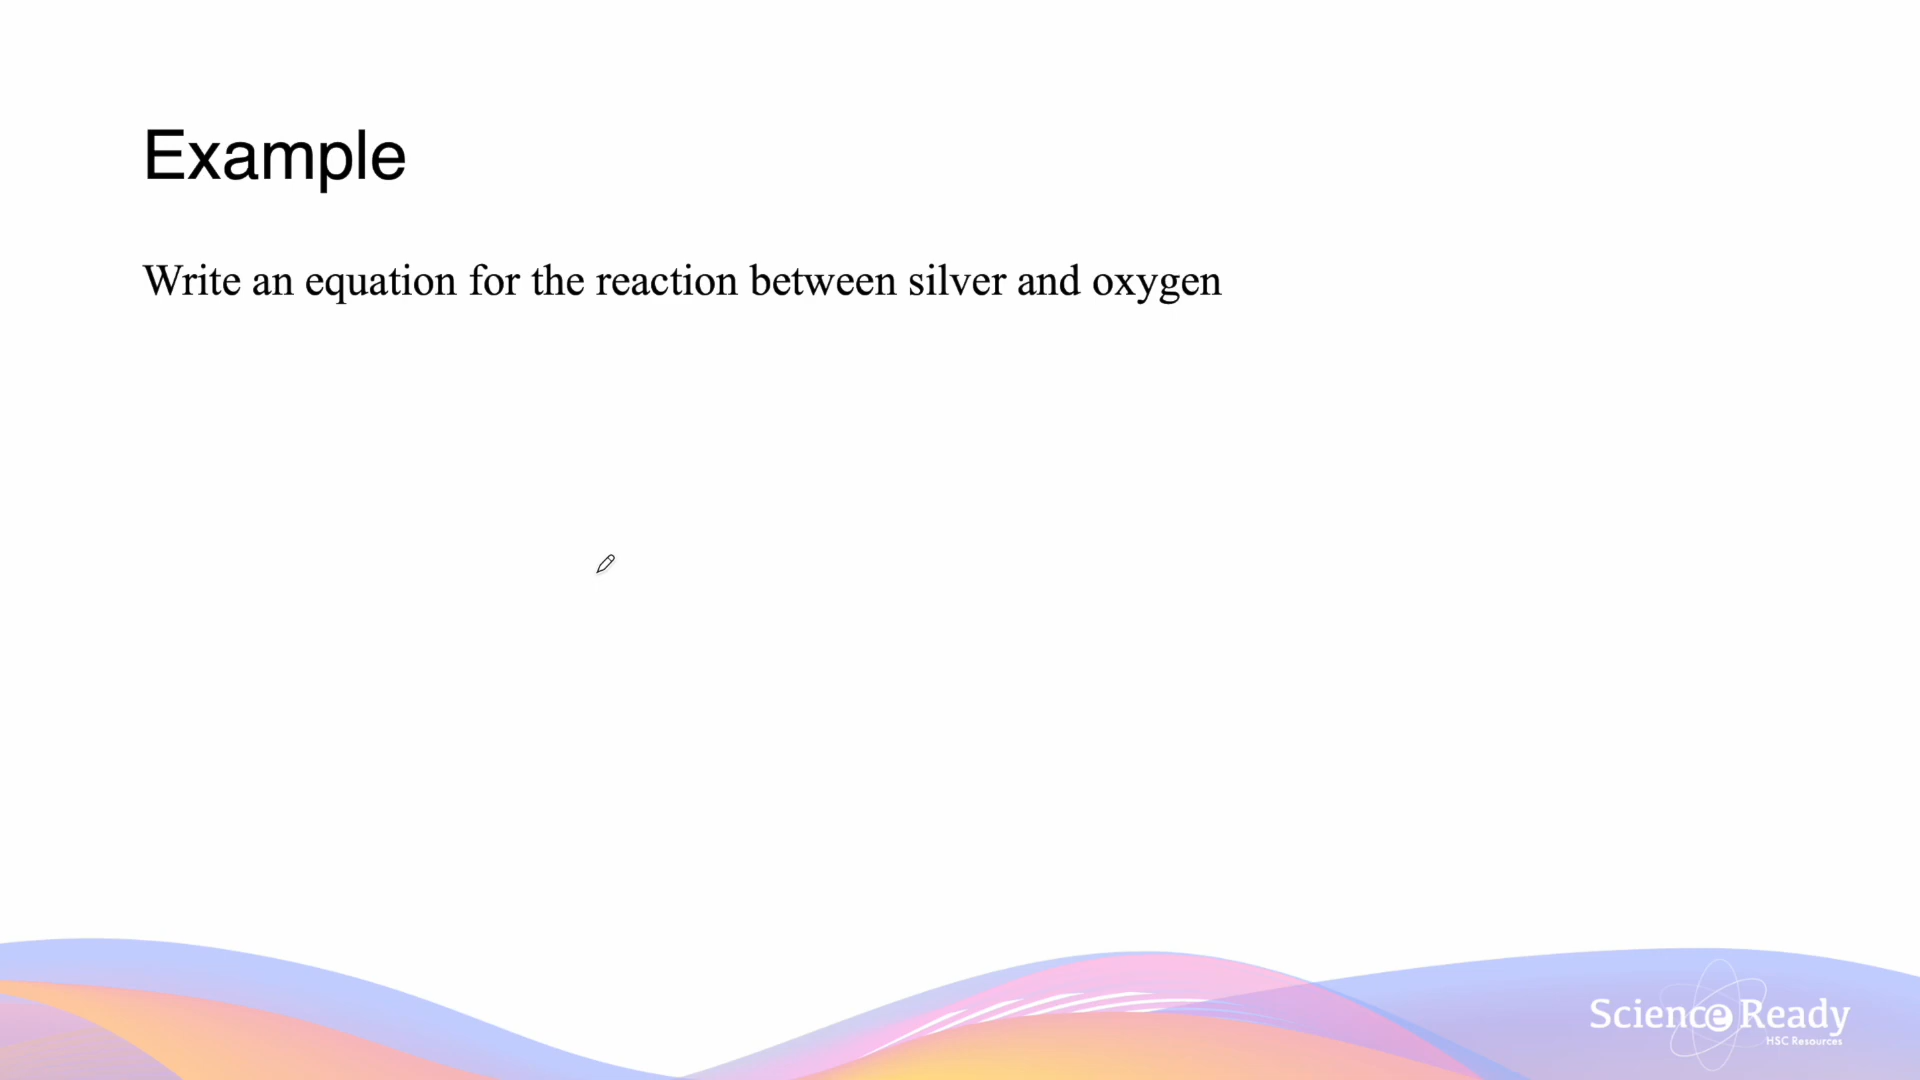 Example
Write an equation for the reaction between silver and oxygen
Science Ready
HSC Resources